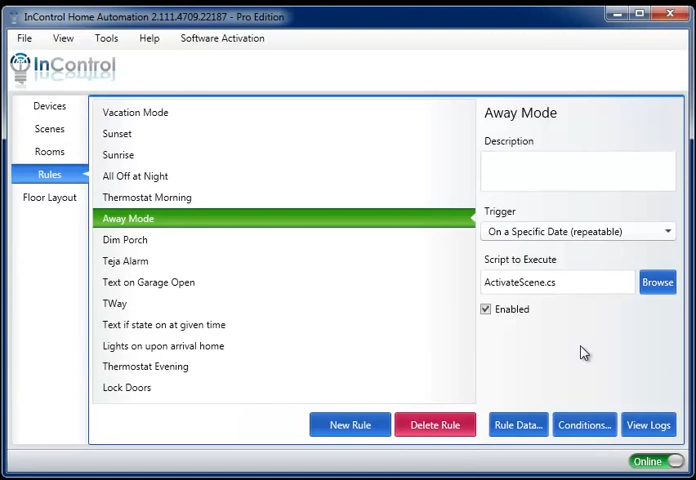 InControl Home Automation 2.111.4709.22187 - Pro Edition
File View Tools Help Software Activation
InControl
Devices
Scenes
Rooms
Rules
Floor Layout
Vacation Mode
Sunset
Sunrise
All Off at Night
Thermostat Morning
Away Mode
Dim Porch
Teja Alarm
Text on Garage Open
TWay
Text if state on at given time
Lights on upon arrival home
Thermostat Evening
Lock Doors
Away Mode
Description
Trigger
On a Specific Date (repeatable)
Script to Execute
ActivateScene.cs Browse
Enabled
New Rule Delete Rule Rule Data... Conditions... View Logs
Online